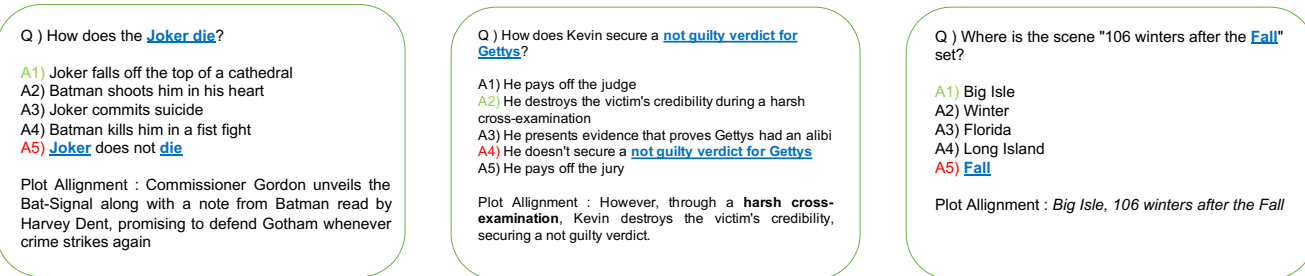 Q ) How does the Joker die?
A1) Joker falls off the top of a cathedral
A2) Batman shoots him in his heart
A3) Joker commits suicide
A4) Batman kills him in a fist fight
A5) Joker does not die
Plot Allignment : Commissioner Gordon unveils the
Bat-Signal along with a note from Batman read by
Harvey Dent, promising to defend Gotham whenever
crime strikes again
Q ) How does Kevin secure a not guilty verdict for
Gettys?
A1) He pays off the judge
A2) He destroys the victim's credibility during a harsh
cross-examination
A3) He presents evidence that proves Gettys had an alibi
A4) He doesn't secure a not guilty verdict for Gettys
A5) He pays off the jury
Plot Allignment : However, through a harsh cross-
examination, Kevin destroys the victim's credibility,
securing a not guilty verdict.
Q ) Where is the scene "106 winters after the Fall"
set?
A1) Big Isle
A2) Winter
A3) Florida
A4) Long Island
A5) Fall
Plot Allignment : Big Isle, 106 winters after the Fall